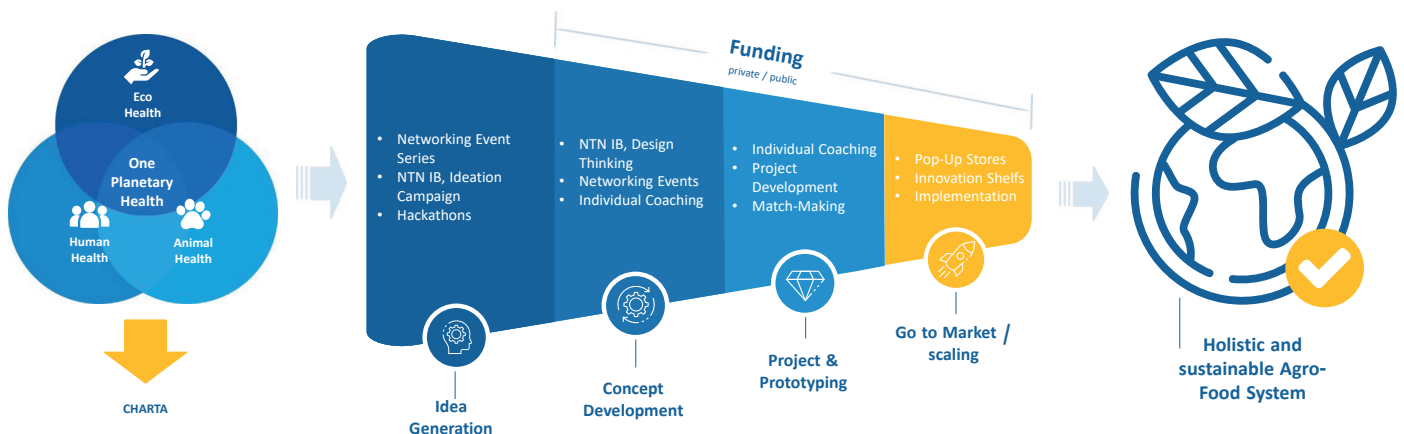 Eco
Health
One
Planetary
Health
Human
Health
Animal
Health
CHARTA
Funding
private / public
• Networking Event
Series
• NTN IB, Ideation
Campaign
• Hackathons
• NTN IB, Design
Thinking
• Networking Events
• Individual Coaching
• Individual Coaching
• Project
Development
• Match-Making
• Pop-Up Stores
• Innovation Shelfs
• Implementation
Idea
Generation
Concept
Development
Project &
Prototyping
Go to Market /
scaling
Holistic and
sustainable Agro-
Food System